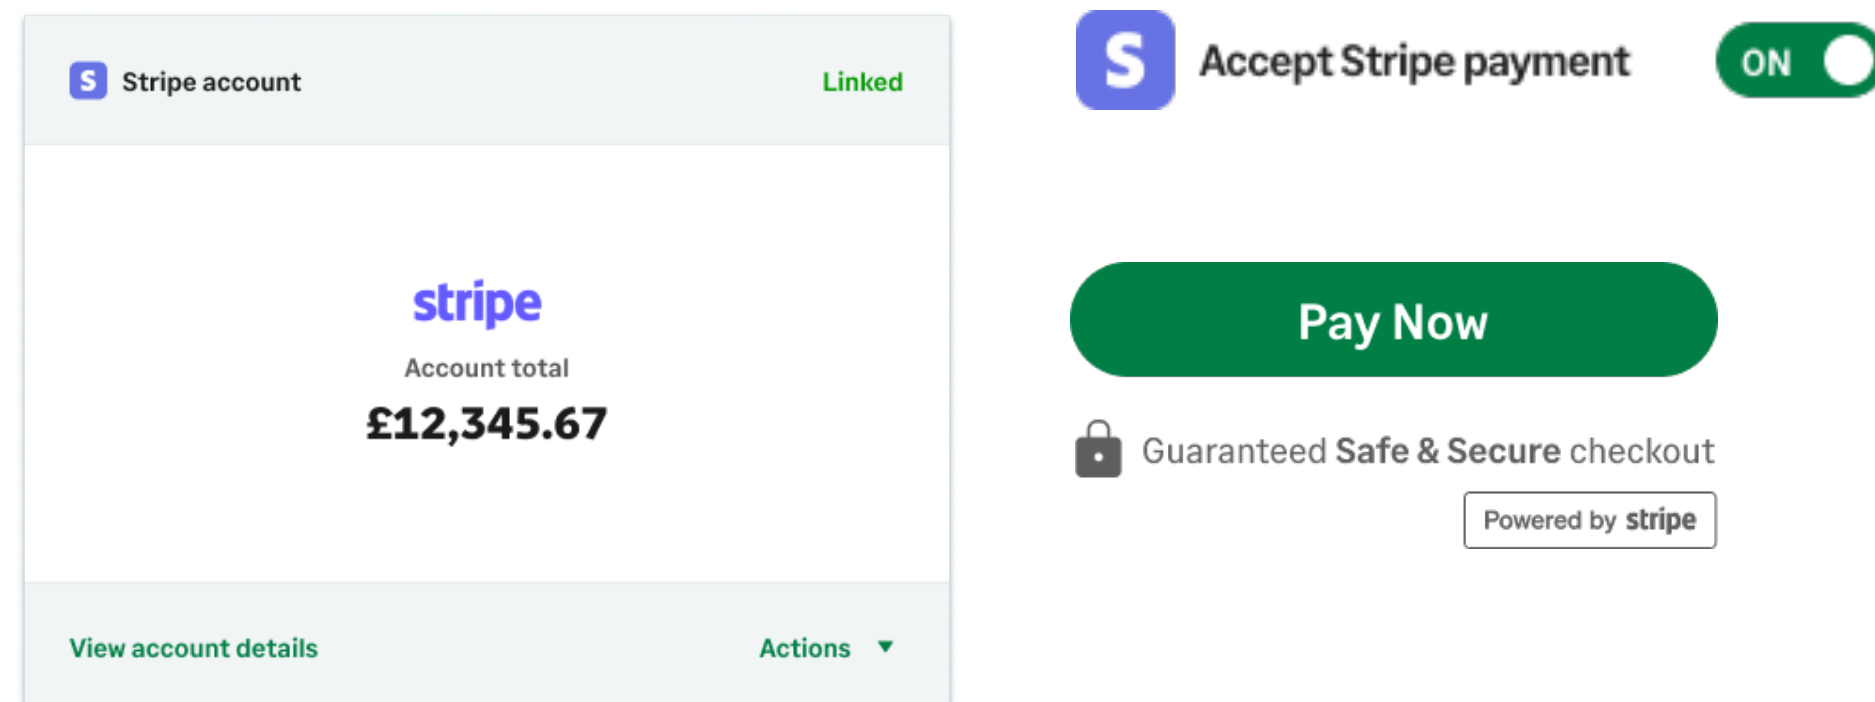 S Stripe account
Linked
stripe
Account total
£12,345.67
View account details
Actions
S Accept Stripe payment
ON
Pay Now
Guaranteed Safe & Secure checkout
Powered by stripe